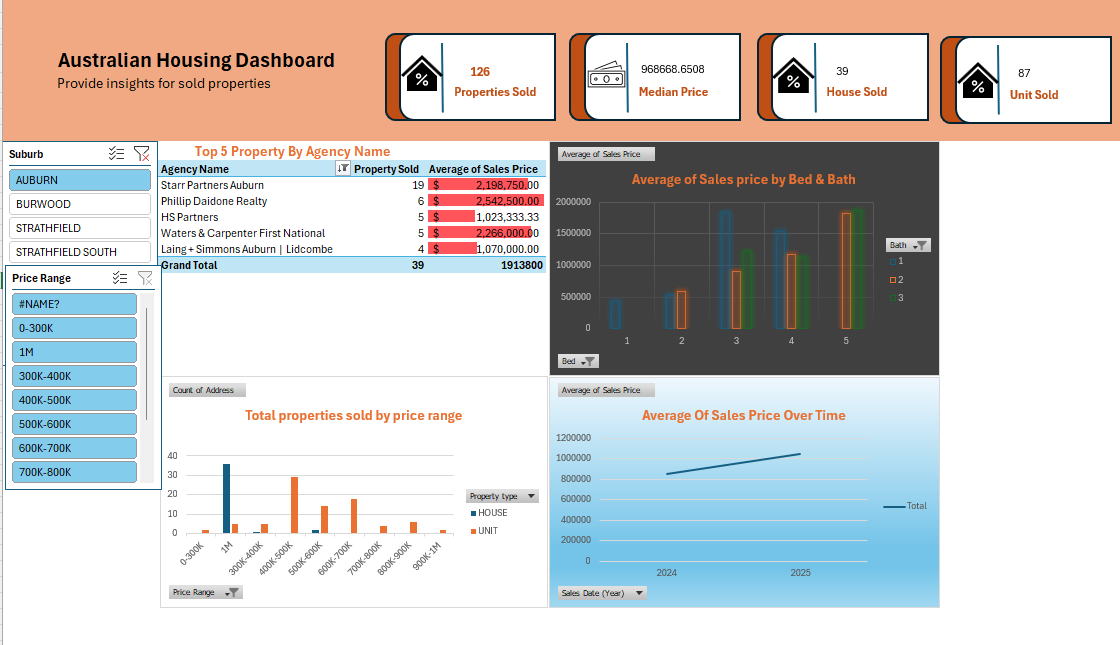 Australian Housing Dashboard
Provide insights for sold properties
126
Properties Sold
968668.6508
Median Price
39
House Sold
87
Unit Sold
Suburb
AUBURN
BURWOOD
STRATHFIELD
STRATHFIELD SOUTH
Price Range
#NAME?
0-300K
1M
300K-400K
400K-500K
500K-600K
600K-700K
700K-800K
Top 5 Property By Agency Name
Agency Name Property Sold Average of Sales Price
Starr Partners Auburn 19 $ 2,198,750.00
Phillip Daidone Realty 6 $ 2,542,500.00
HS Partners 5 $ 1,023,333.33
Waters & Carpenter First National 5 $ 2,266,000.00
Laing+Simmons Auburn | Lidcombe 4 $ 1,070,000.00
Grand Total 39 1913800
Average of Sales Price
Average of Sales price by Bed & Bath
2000000
1500000
1000000
500000
0
1 2 3 4 5
Bath
1
2
3
Bed
Count of Address
Total properties sold by price range
40
30
20
10
0
0-300K 1M 300K-400K 400K-500K 500K-600K 600K-700K 700K-800K 800K-900K 900K-1M
Property type
HOUSE
UNIT
Price Range
Average of Sales Price
Average Of Sales Price Over Time
1200000
1000000
800000
600000
400000
200000
0
2024 2025
Total
Sales Date (Year)